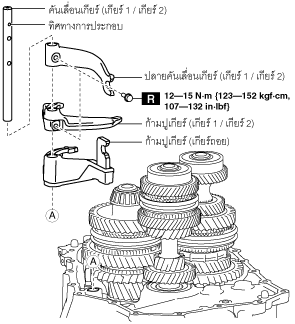 คันเลื่อนเกียร์ (เกียร์ 1 / เกียร์ 2)
ทิศทางการประกอบ
ปลายคันเลื่อนเกียร์ (เกียร์ 1 / เกียร์ 2)
R 12—15 N·m {123—152 kgf·cm,
107—132 in·lbf}
ก้ามปูเกียร์ (เกียร์ 1 / เกียร์ 2)
ก้ามปูเกียร์ (เกียร์ถอย)
A
A